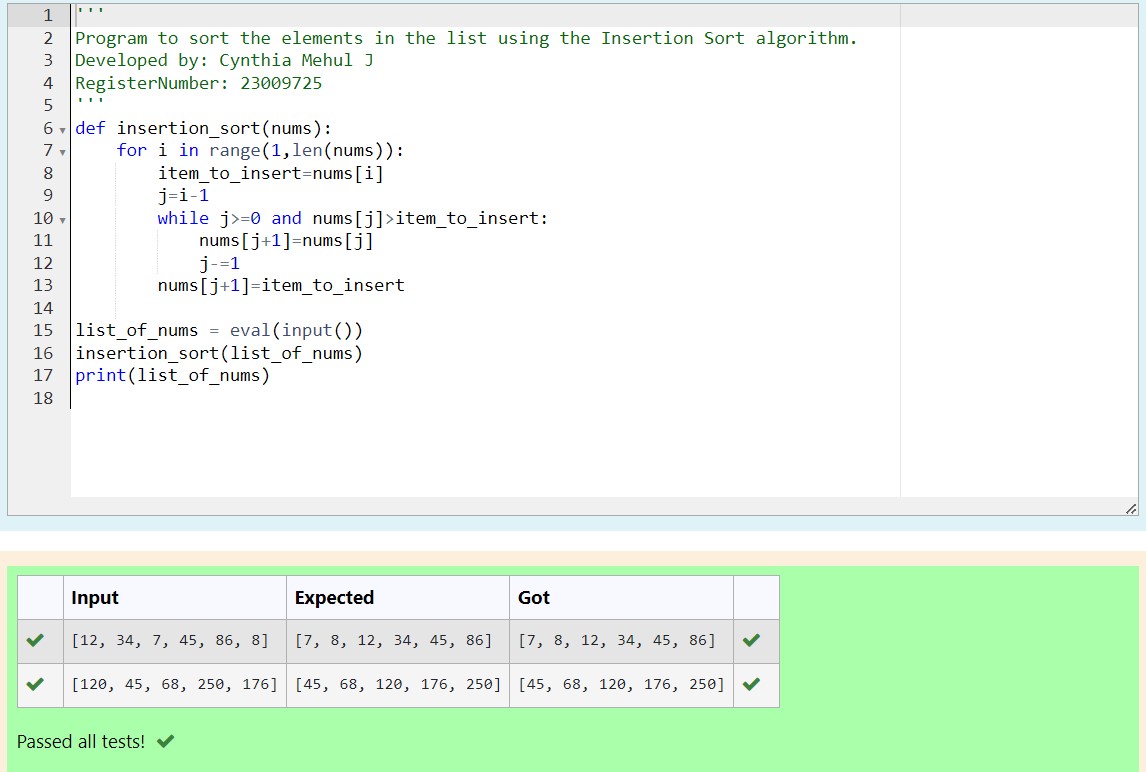 1 '''
2 Program to sort the elements in the list using the Insertion Sort algorithm.
3 Developed by: Cynthia Mehul J
4 RegisterNumber: 23009725
5 '''
6 def insertion_sort(nums):
7     for i in range(1,len(nums)):
8         item_to_insert=nums[i]
9         j=i-1
10         while j>=0 and nums[j]>item_to_insert:
11             nums[j+1]=nums[j]
12             j-=1
13         nums[j+1]=item_to_insert
14
15 list_of_nums = eval(input())
16 insertion_sort(list_of_nums)
17 print(list_of_nums)
18
Input Expected Got
[12, 34, 7, 45, 86, 8] [7, 8, 12, 34, 45, 86] [7, 8, 12, 34, 45, 86]
[120, 45, 68, 250, 176] [45, 68, 120, 176, 250] [45, 68, 120, 176, 250]
Passed all tests!